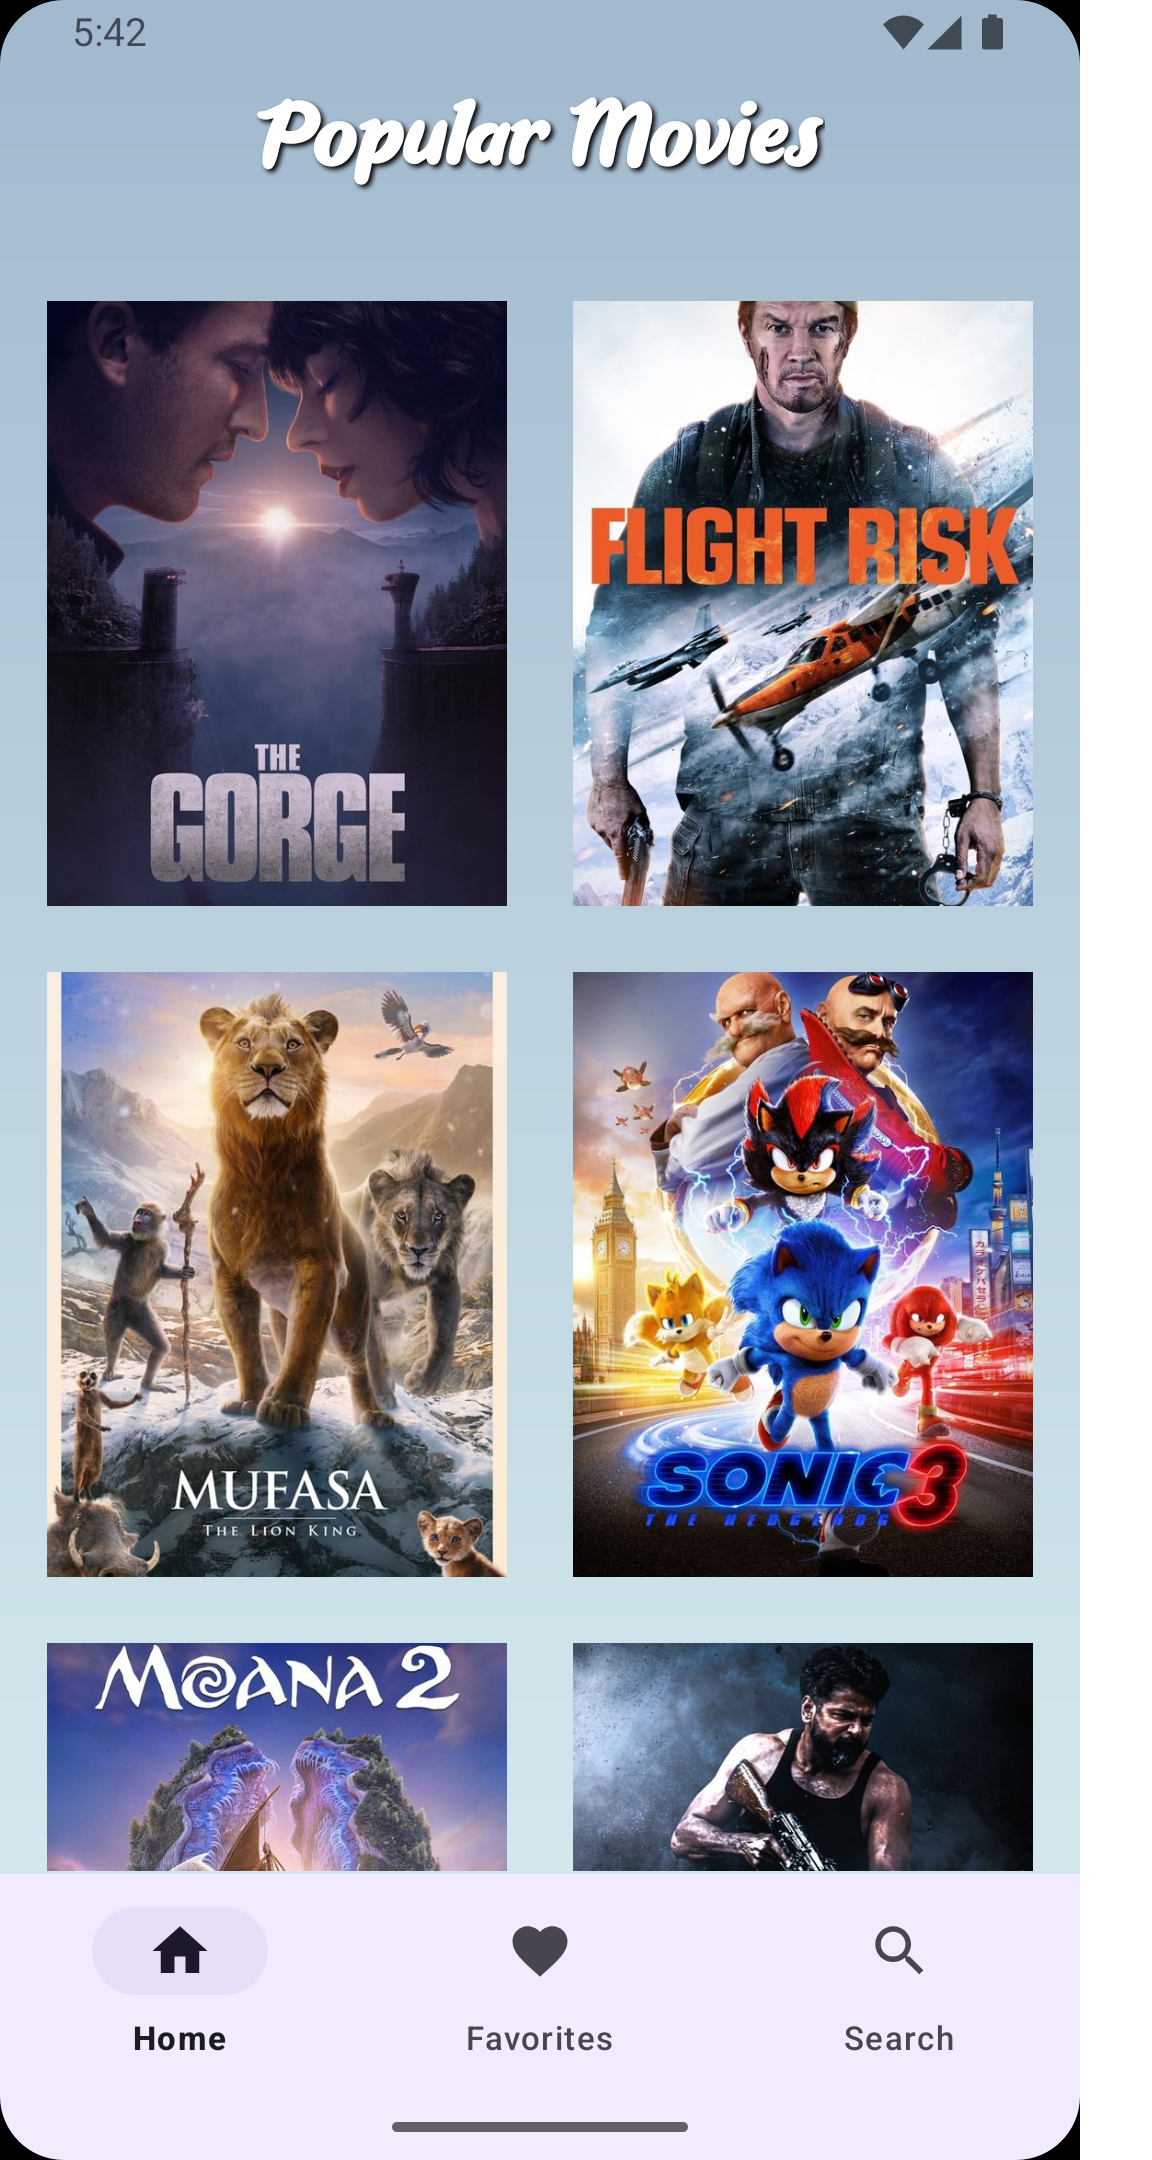 5:42
Popular Movies
THE
GORGE
FLIGHT RISK
MUFASA
THE LION KING
SONIC 3
THE HEDGEHOG
MOANA 2
Home
Favorites
Search